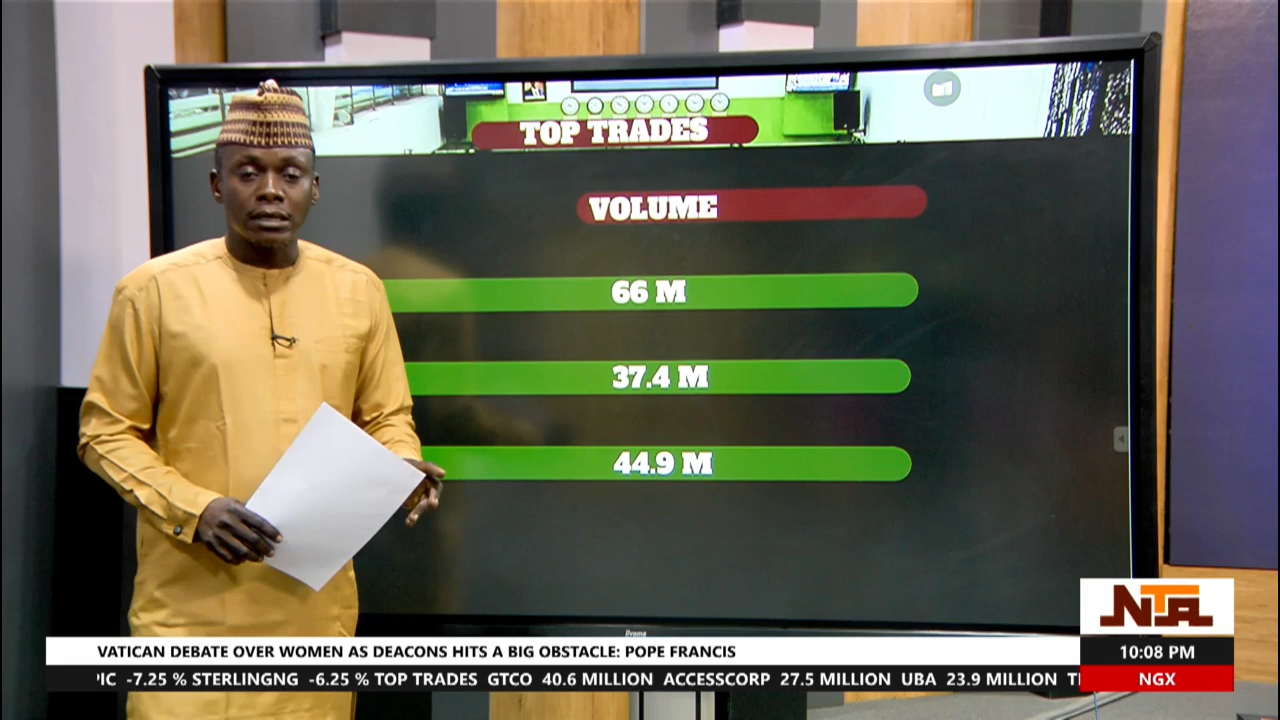 TOP TRADES
VOLUME
66 M
37.4 M
44.9 M
NTA
VATICAN DEBATE OVER WOMEN AS DEACONS HITS A BIG OBSTACLE: POPE FRANCIS
10:08 PM
-7.25 % STERLINGNG -6.25 % TOP TRADES GTCO 40.6 MILLION ACCESSCORP 27.5 MILLION UBA 23.9 MILLION
NGX